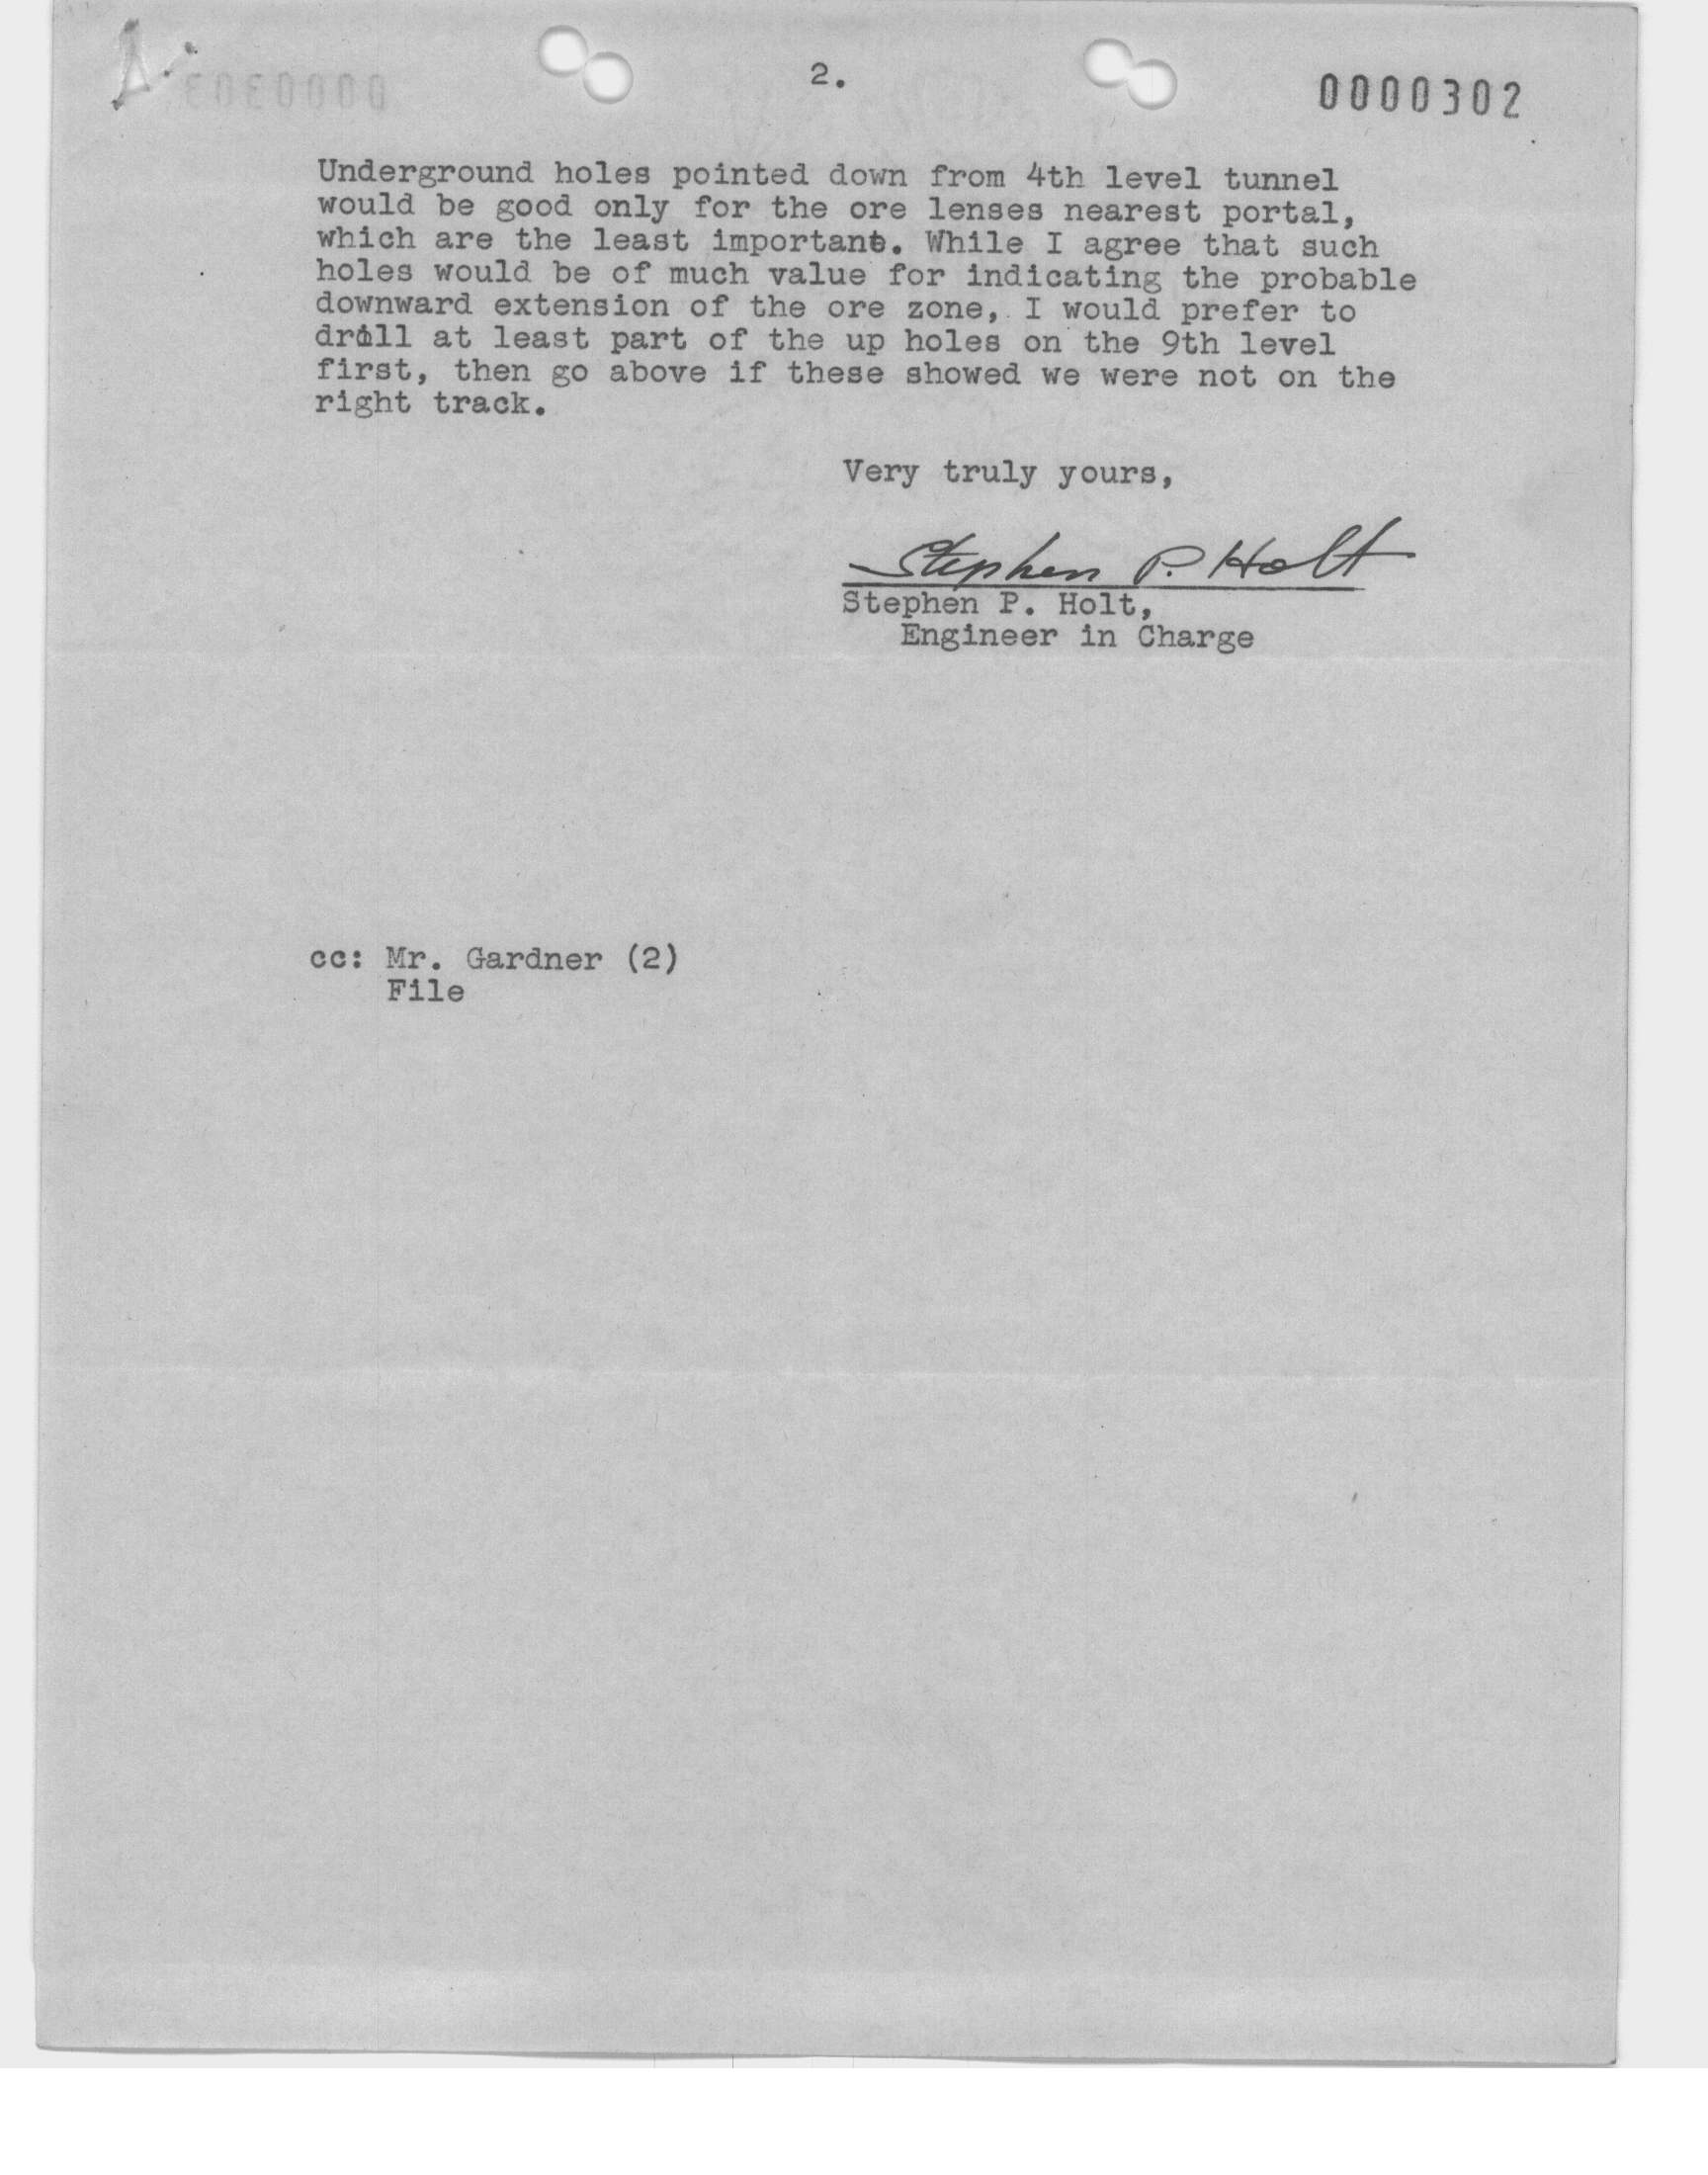 2.
0000302
0000303
Underground holes pointed down from 4th level tunnel
would be good only for the ore lenses nearest portal,
which are the least important. While I agree that such
holes would be of much value for indicating the probable
downward extension of the ore zone, I would prefer to
drill at least part of the up holes on the 9th level
first, then go above if these showed we were not on the
right track.
Very truly yours,
Stephen P. Holt
Stephen P. Holt,
Engineer in Charge
cc: Mr. Gardner (2)
File